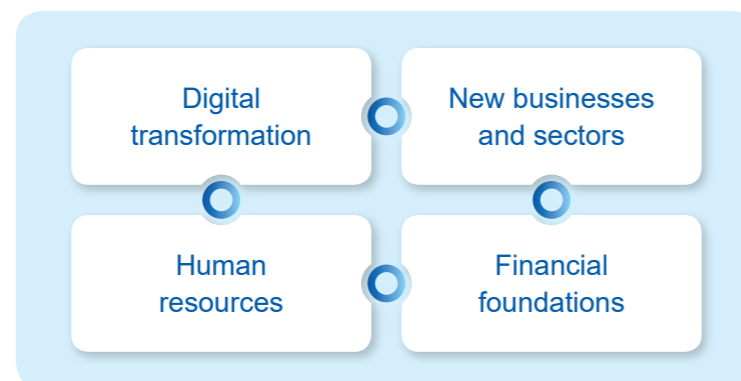 Digital
transformation
New businesses
and sectors
Human
resources
Financial
foundations